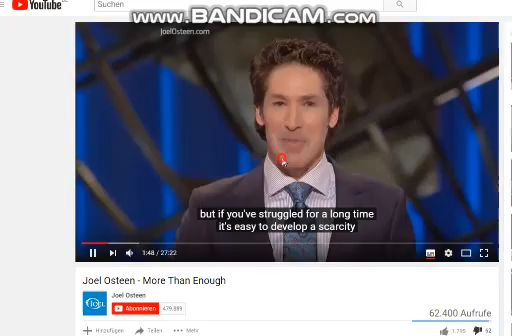 YouTube
Suchen
www.BANDICAM.com
JoelOsteen.com
but if you've struggled for a long time
it's easy to develop a scarcity
1:48 / 27:22
Joel Osteen - More Than Enough
JOEL
Joel Osteen
Abonnieren 479.889
62.400 Aufrufe
Hinzufügen Teilen Mehr
1.795 62